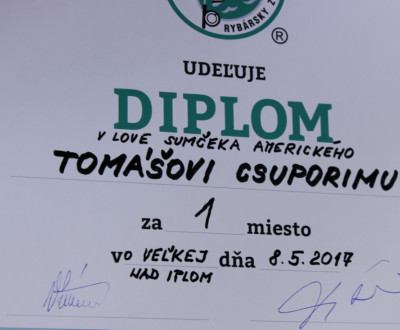 RYBÁRSKY Z
®
UDEĽUJE
DIPLOM
V LOVE SUMČEKA AMERICKÉHO
TOMÁŠOVI CSUPORIMU
za 1 miesto
vo VEĽKEJ dňa 8.5.2017
NAD IPĽOM